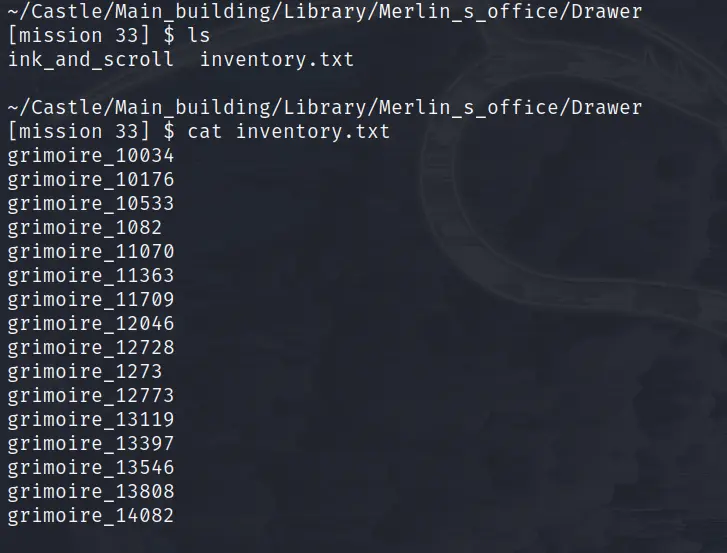 ~/Castle/Main_building/Library/Merlin_s_office/Drawer
[mission 33] $ ls
ink_and_scroll  inventory.txt
~/Castle/Main_building/Library/Merlin_s_office/Drawer
[mission 33] $ cat inventory.txt
grimoire_10034
grimoire_10176
grimoire_10533
grimoire_1082
grimoire_11070
grimoire_11363
grimoire_11709
grimoire_12046
grimoire_12728
grimoire_1273
grimoire_12773
grimoire_13119
grimoire_13397
grimoire_13546
grimoire_13808
grimoire_14082